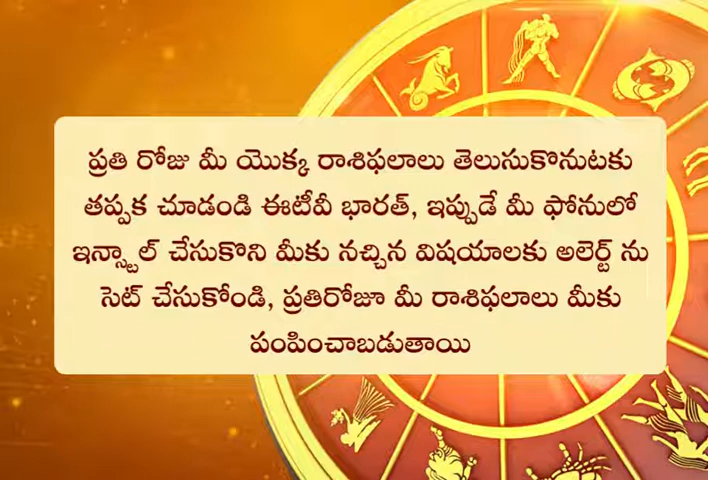 ప్రతి రోజు మీ యొక్క రాశిఫలాలు తెలుసుకొనుటకు
తప్పక చూడండి ఈటీవీ భారత్, ఇప్పుడే మీ ఫోనులో
ఇన్స్టాల్ చేసుకొని మీకు నచ్చిన విషయాలకు అలెర్ట్ ను
సెట్ చేసుకోండి, ప్రతిరోజూ మీ రాశిఫలాలు మీకు
పంపించాబడుతాయి